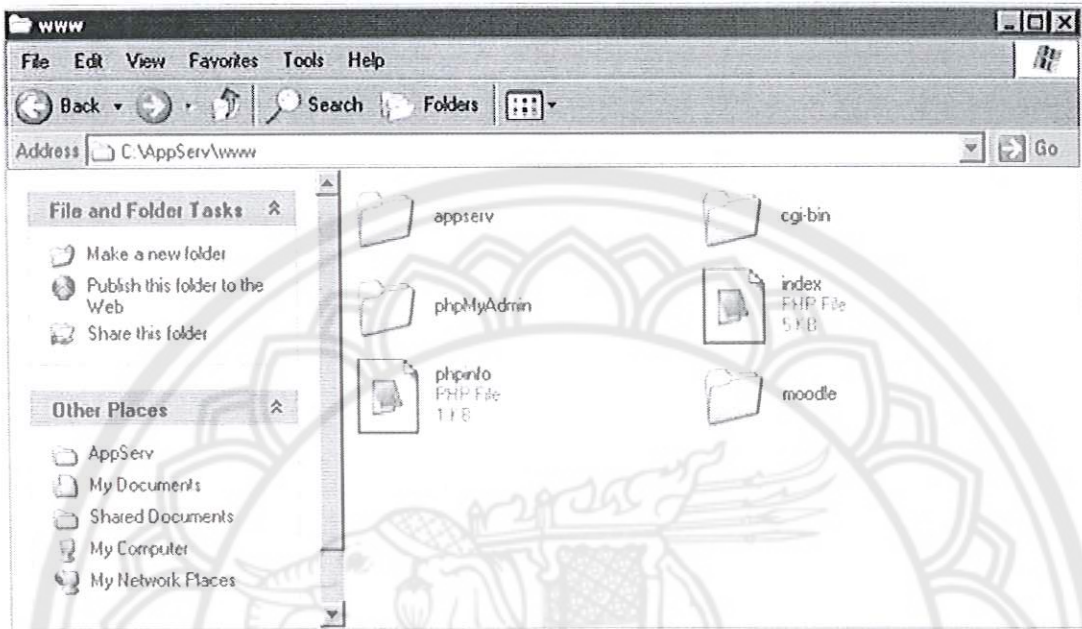 www
File Edit View Favorites Tools Help
Back Search Folders
Address C:\AppServ\www Go
File and Folder Tasks
Make a new folder
Publish this folder to the
Web
Share this folder
Other Places
AppServ
My Documents
Shared Documents
My Computer
My Network Places
appserv
cgi-bin
phpMyAdmin
index
PHP File
5 KB
phpinfo
PHP File
1 KB
moodle